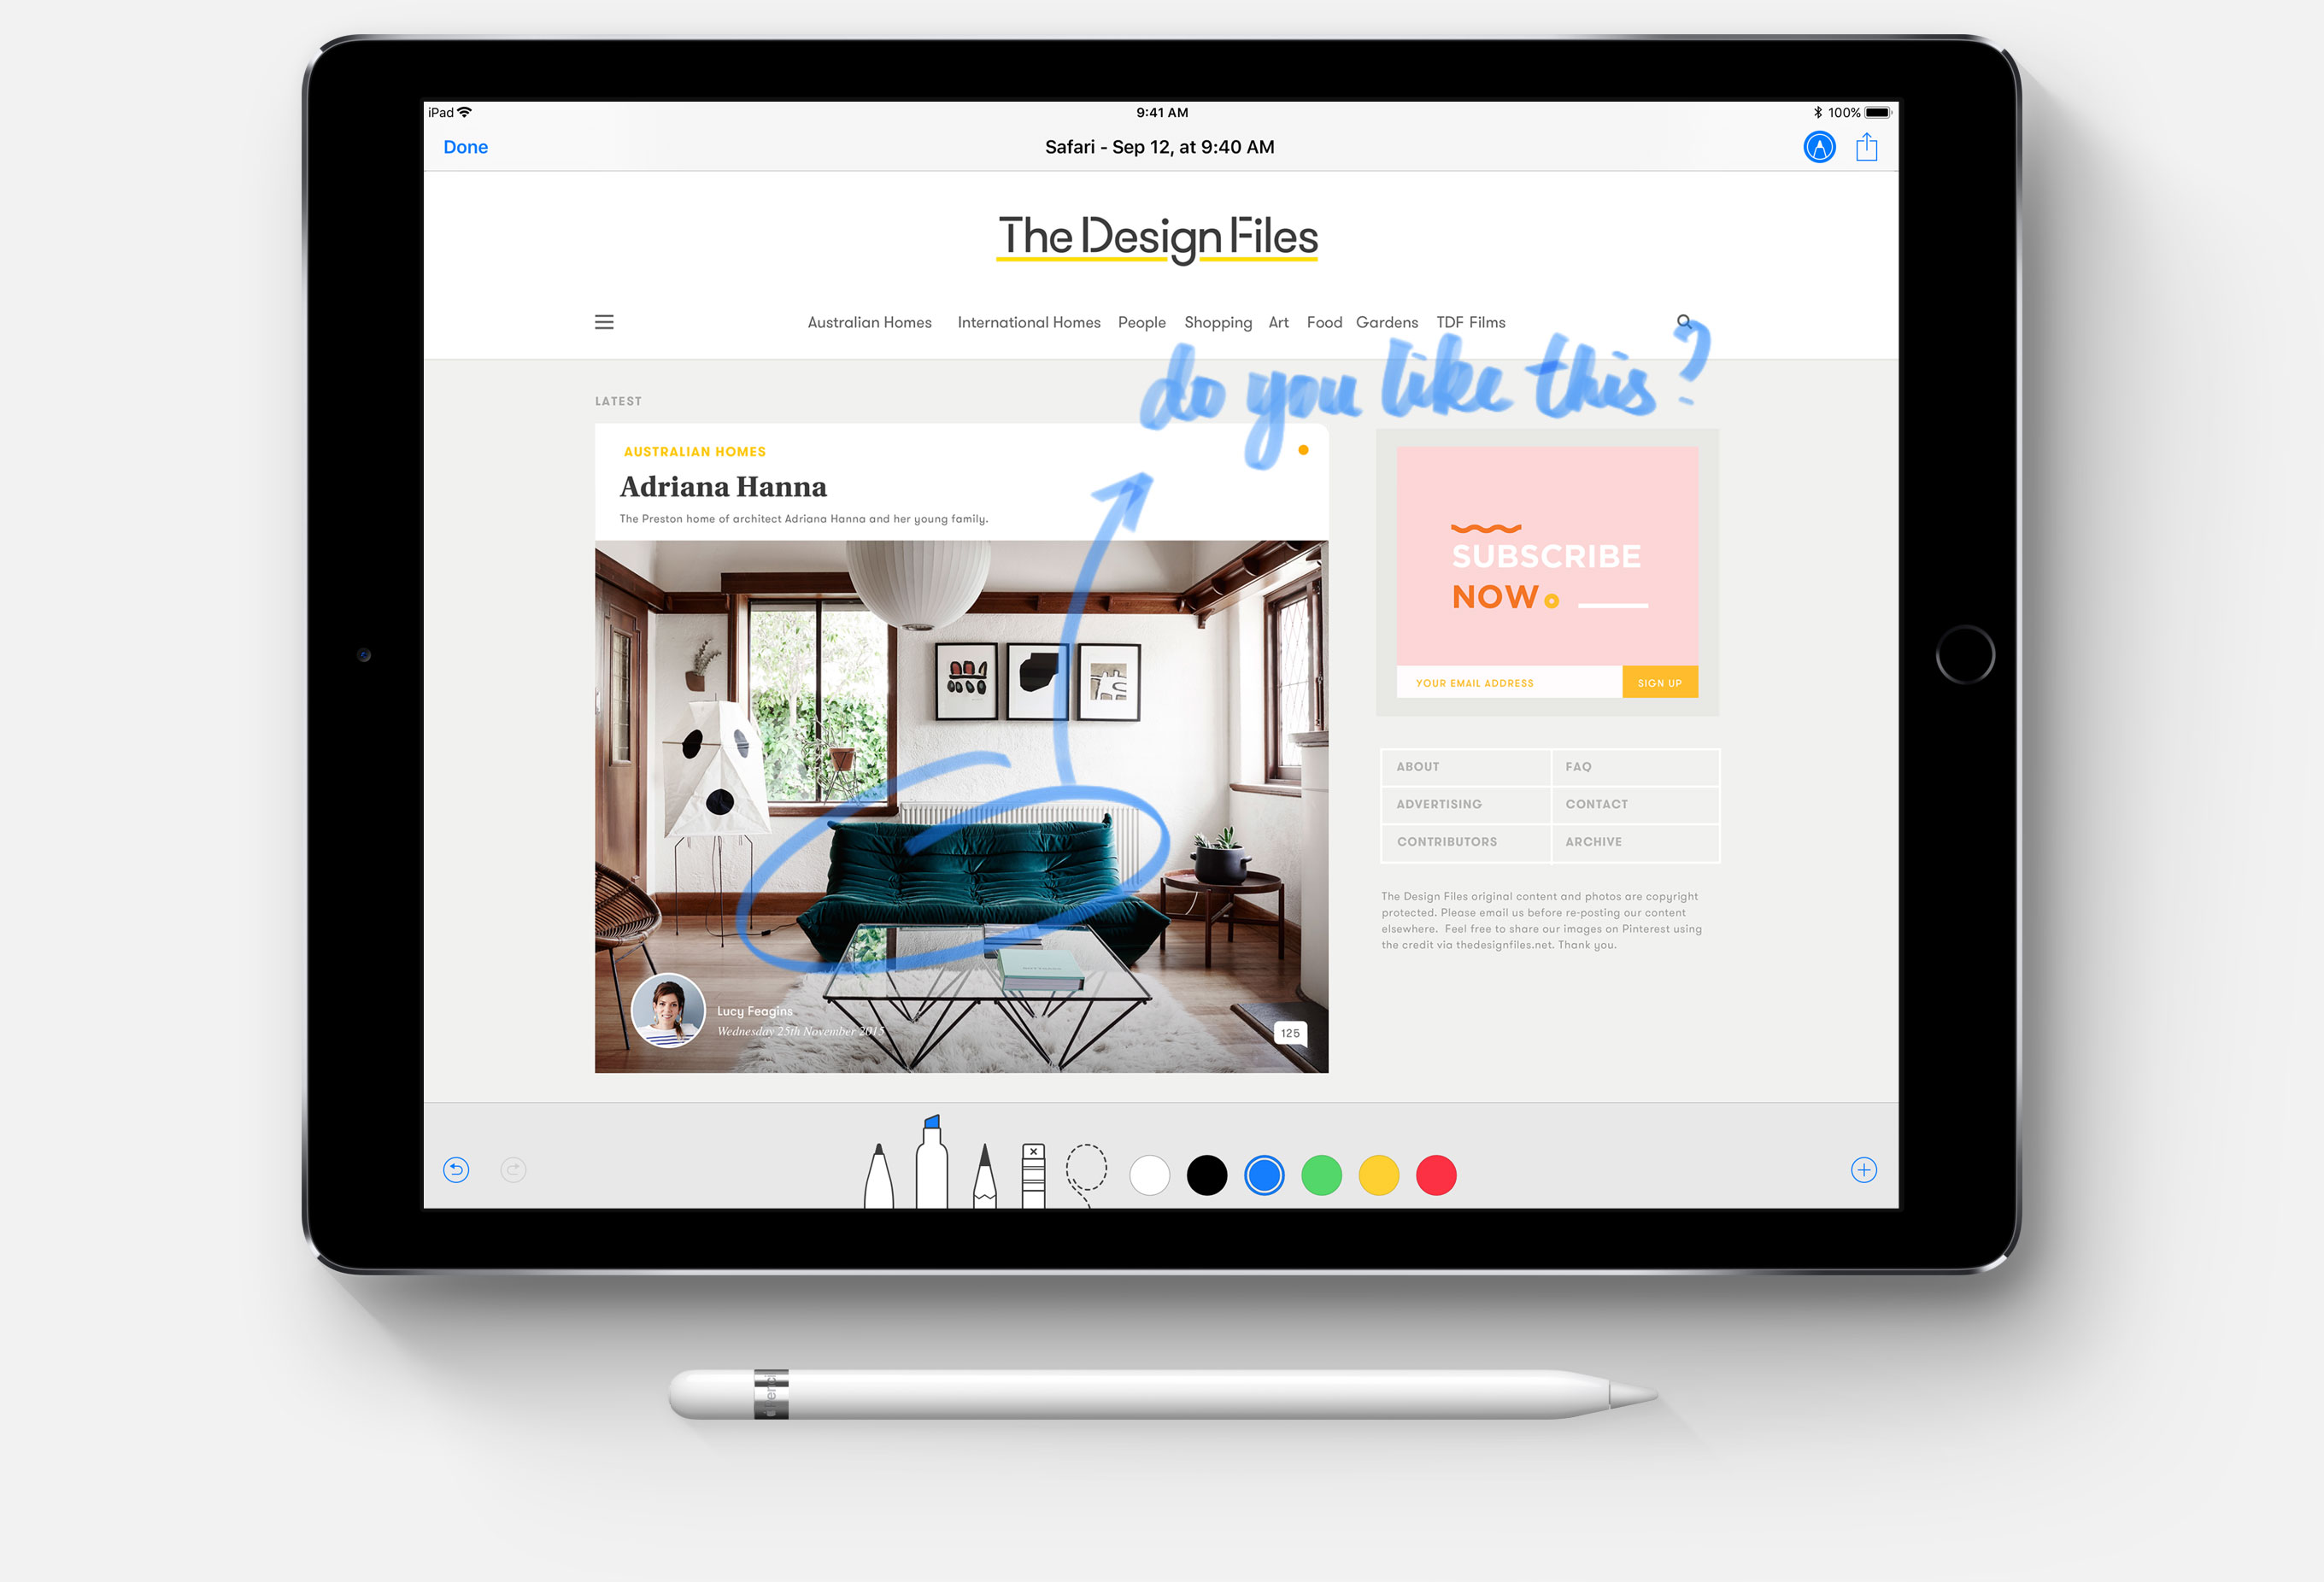 iPad 9:41 AM 100%
Done Safari - Sep 12, at 9:40 AM
The Design Files
Australian Homes International Homes People Shopping Art Food Gardens TDF Films
do you like this?
LATEST
AUSTRALIAN HOMES
Adriana Hanna
The Preston home of architect Adriana Hanna and her young family.
Lucy Feagins
Wednesday 25th November 2015
125
SUBSCRIBE
NOW
YOUR EMAIL ADDRESS SIGN UP
ABOUT FAQ
ADVERTISING CONTACT
CONTRIBUTORS ARCHIVE
The Design Files original content and photos are copyright
protected. Please email us before re-posting our content
elsewhere. Feel free to share our images on Pinterest using
the credit via thedesignfiles.net. Thank you.